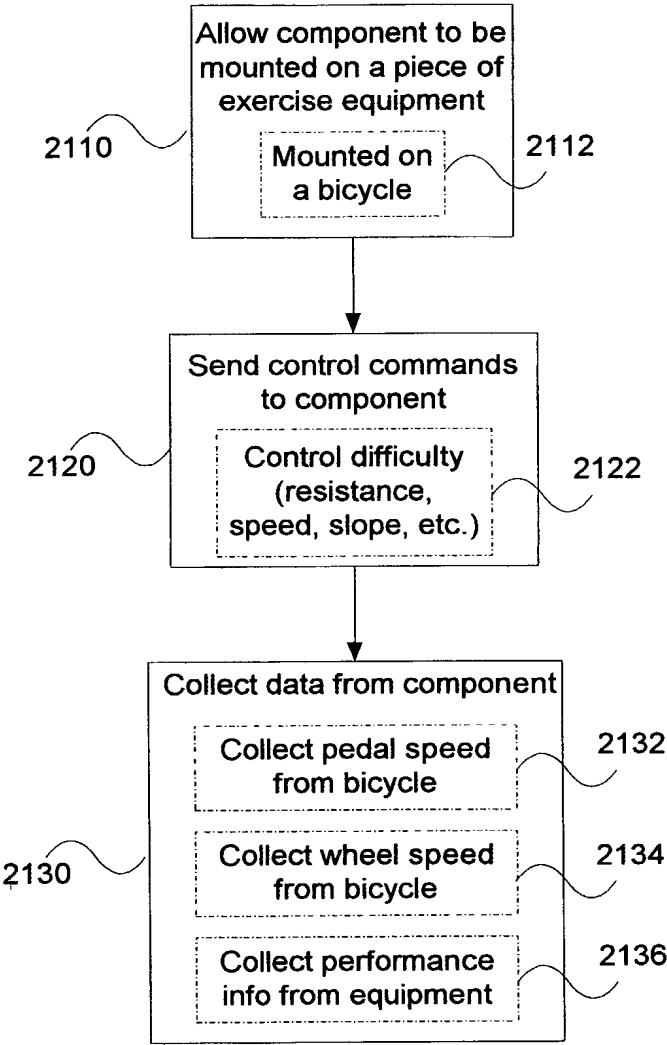 Allow component to be
mounted on a piece of
exercise equipment
2110
Mounted on
a bicycle
2112
Send control commands
to component
2120
Control difficulty
(resistance,
speed, slope, etc.)
2122
Collect data from component
2130
Collect pedal speed
from bicycle
2132
Collect wheel speed
from bicycle
2134
Collect performance
info from equipment
2136